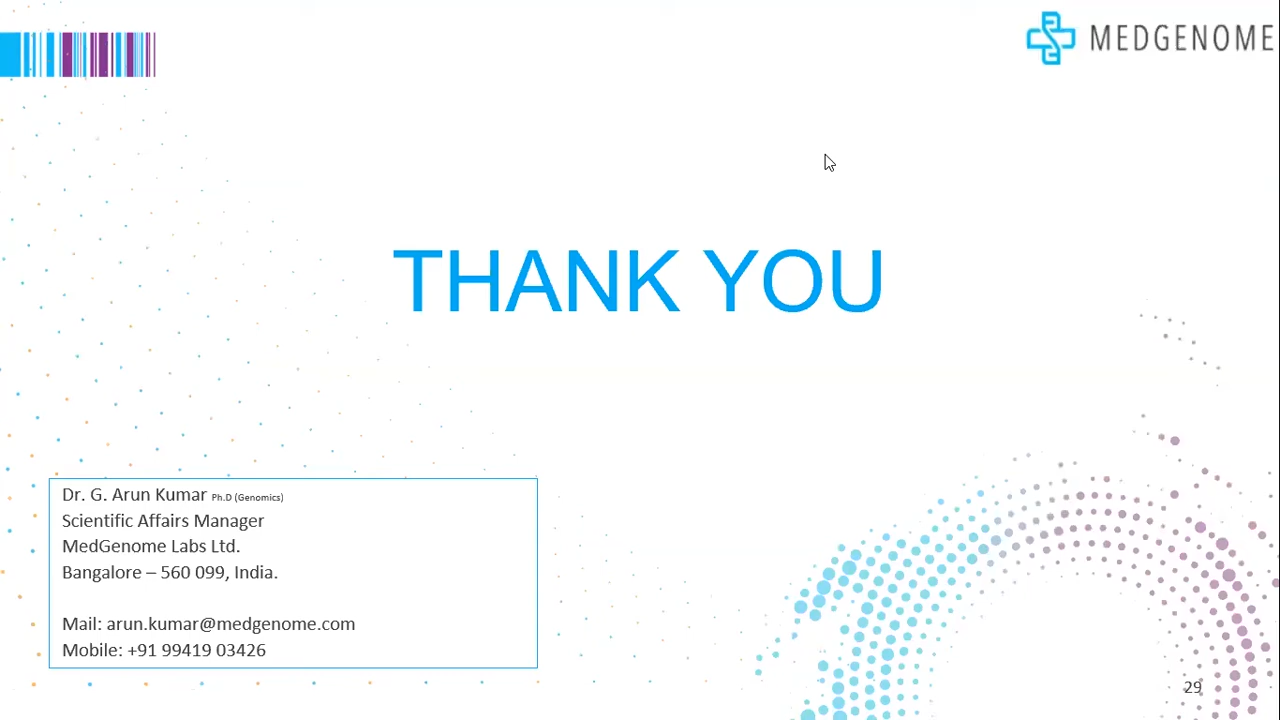 MEDGENOME
THANK YOU
Dr. G. Arun Kumar Ph.D (Genomics)
Scientific Affairs Manager
MedGenome Labs Ltd.
Bangalore – 560 099, India.
Mail: arun.kumar@medgenome.com
Mobile: +91 99419 03426
29